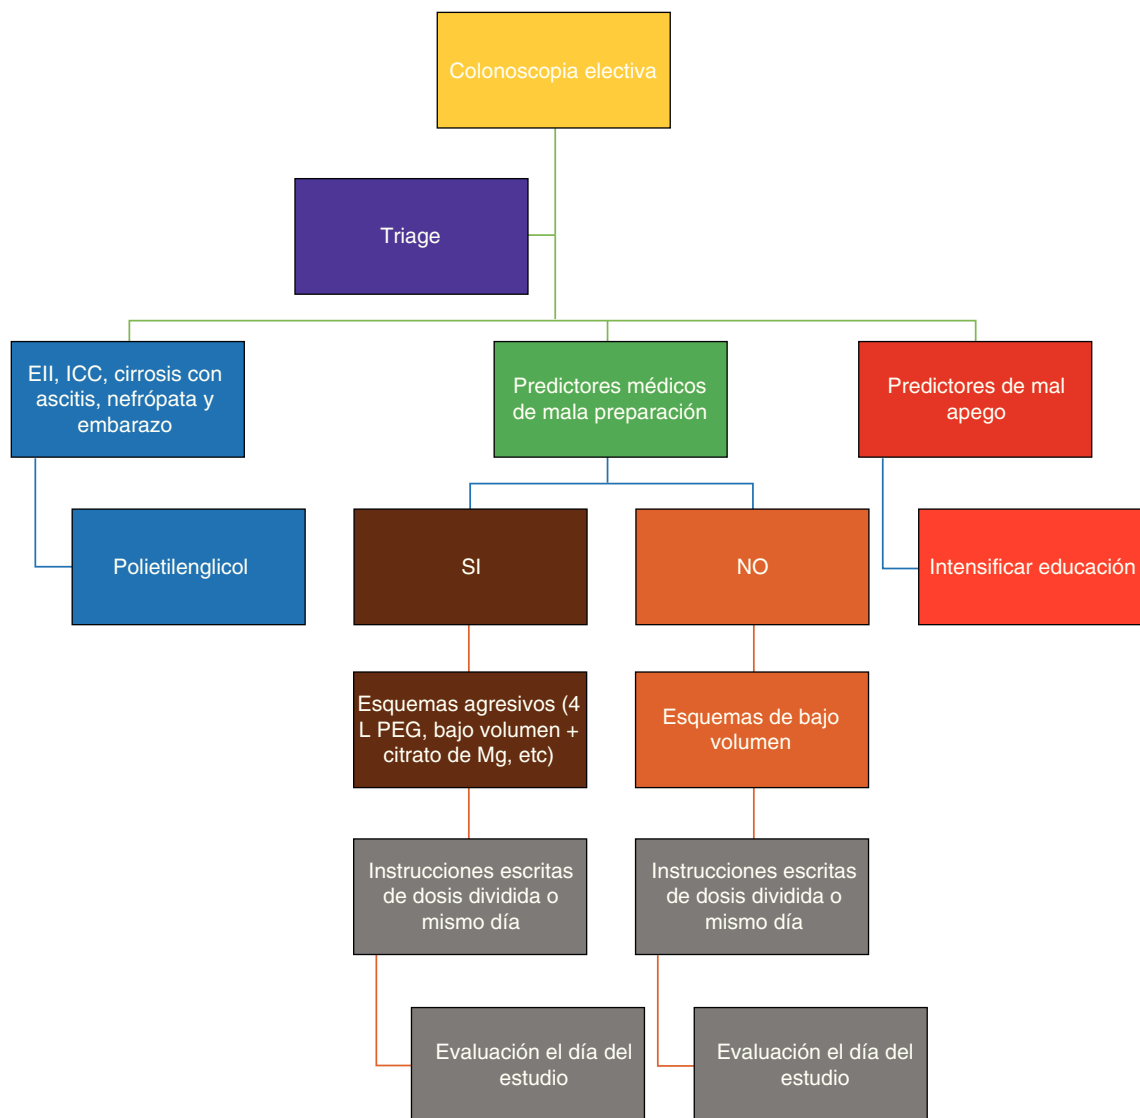 Colonoscopia electiva
Triage
EII, ICC, cirrosis con
ascitis, nefrópata y
embarazo
Predictores médicos
de mala preparación
Predictores de mal
apego
Polietilenglicol
SI
NO
Intensificar educación
Esquemas agresivos (4
L PEG, bajo volumen +
citrato de Mg, etc)
Esquemas de bajo
volumen
Instrucciones escritas
de dosis dividida o
mismo día
Instrucciones escritas
de dosis dividida o
mismo día
Evaluación el día del
estudio
Evaluación el día del
estudio